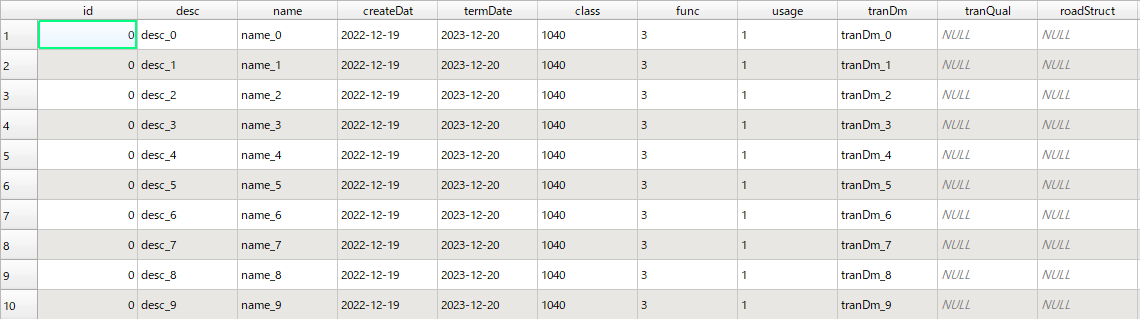 id desc name createDat termDate class func usage tranDm tranQual roadStruct
1 0 desc_0 name_0 2022-12-19 2023-12-20 1040 3 1 tranDm_0 NULL NULL
2 0 desc_1 name_1 2022-12-19 2023-12-20 1040 3 1 tranDm_1 NULL NULL
3 0 desc_2 name_2 2022-12-19 2023-12-20 1040 3 1 tranDm_2 NULL NULL
4 0 desc_3 name_3 2022-12-19 2023-12-20 1040 3 1 tranDm_3 NULL NULL
5 0 desc_4 name_4 2022-12-19 2023-12-20 1040 3 1 tranDm_4 NULL NULL
6 0 desc_5 name_5 2022-12-19 2023-12-20 1040 3 1 tranDm_5 NULL NULL
7 0 desc_6 name_6 2022-12-19 2023-12-20 1040 3 1 tranDm_6 NULL NULL
8 0 desc_7 name_7 2022-12-19 2023-12-20 1040 3 1 tranDm_7 NULL NULL
9 0 desc_8 name_8 2022-12-19 2023-12-20 1040 3 1 tranDm_8 NULL NULL
10 0 desc_9 name_9 2022-12-19 2023-12-20 1040 3 1 tranDm_9 NULL NULL